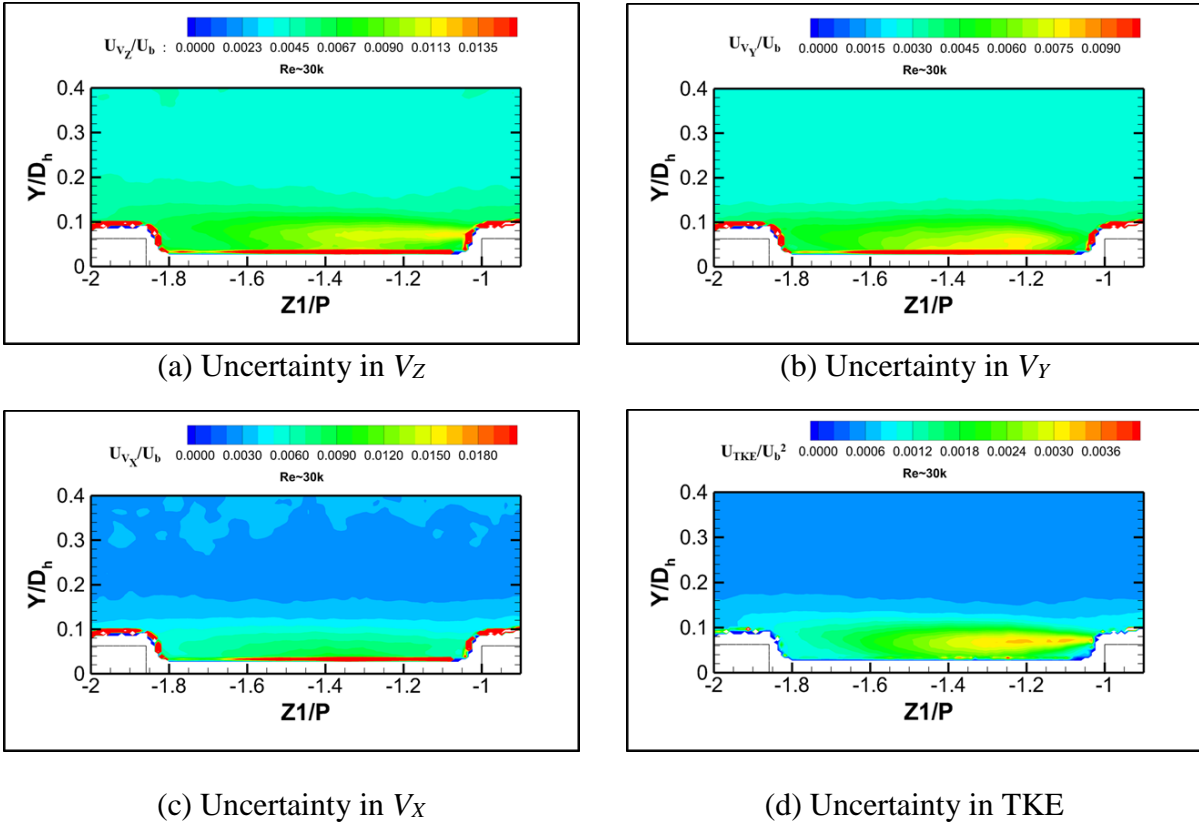 U_{V_Z}/U_b : 0.0000 0.0023 0.0045 0.0067 0.0090 0.0113 0.0135
Re~30k
Y/D_h
0.4
0.3
0.2
0.1
0
-2 -1.8 -1.6 -1.4 -1.2 -1
Z1/P
(a) Uncertainty in V_Z
U_{V_Y}/U_b 0.0000 0.0015 0.0030 0.0045 0.0060 0.0075 0.0090
Re~30k
Y/D_h
0.4
0.3
0.2
0.1
0
-2 -1.8 -1.6 -1.4 -1.2 -1
Z1/P
(b) Uncertainty in V_Y
U_{V_X}/U_b 0.0000 0.0030 0.0060 0.0090 0.0120 0.0150 0.0180
Re~30k
Y/D_h
0.4
0.3
0.2
0.1
0
-2 -1.8 -1.6 -1.4 -1.2 -1
Z1/P
(c) Uncertainty in V_X
U_{TKE}/U_b² 0.0000 0.0006 0.0012 0.0018 0.0024 0.0030 0.0036
Re~30k
Y/D_h
0.4
0.3
0.2
0.1
0
-2 -1.8 -1.6 -1.4 -1.2 -1
Z1/P
(d) Uncertainty in TKE